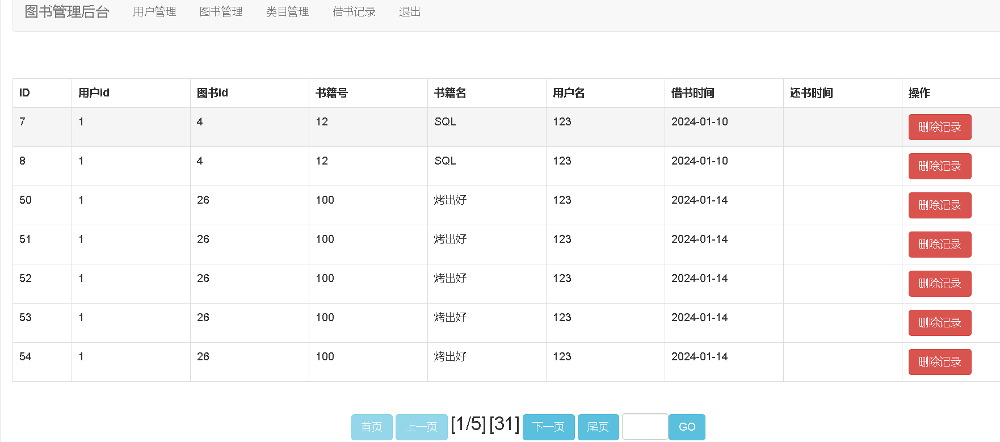 图书管理后台 用户管理 图书管理 类目管理 借书记录 退出
ID 用户id 图书id 书籍号 书籍名 用户名 借书时间 还书时间 操作
7 1 4 12 SQL 123 2024-01-10 删除记录
8 1 4 12 SQL 123 2024-01-10 删除记录
50 1 26 100 烤出好 123 2024-01-14 删除记录
51 1 26 100 烤出好 123 2024-01-14 删除记录
52 1 26 100 烤出好 123 2024-01-14 删除记录
53 1 26 100 烤出好 123 2024-01-14 删除记录
54 1 26 100 烤出好 123 2024-01-14 删除记录
首页 上一页 [1/5] [31] 下一页 尾页 GO